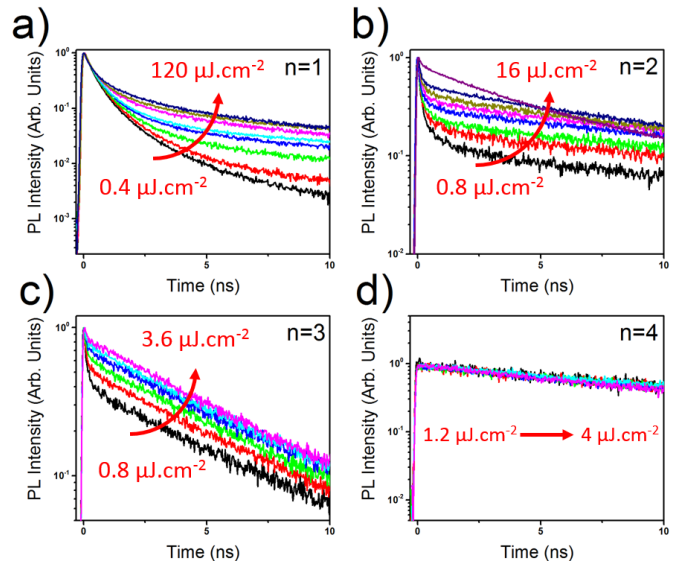 a)
n=1
120 µJ.cm⁻²
0.4 µJ.cm⁻²
PL Intensity (Arb. Units)
10⁰
10⁻¹
10⁻²
10⁻³
0
5
10
Time (ns)
b)
n=2
16 µJ.cm⁻²
0.8 µJ.cm⁻²
PL Intensity (Arb. Units)
10⁰
10⁻¹
10⁻²
0
5
10
Time (ns)
c)
n=3
3.6 µJ.cm⁻²
0.8 µJ.cm⁻²
PL Intensity (Arb. Units)
10⁰
10⁻¹
0
5
10
Time (ns)
d)
n=4
1.2 µJ.cm⁻²
4 µJ.cm⁻²
PL Intensity (Arb. Units)
10⁰
10⁻¹
10⁻²
0
5
10
Time (ns)